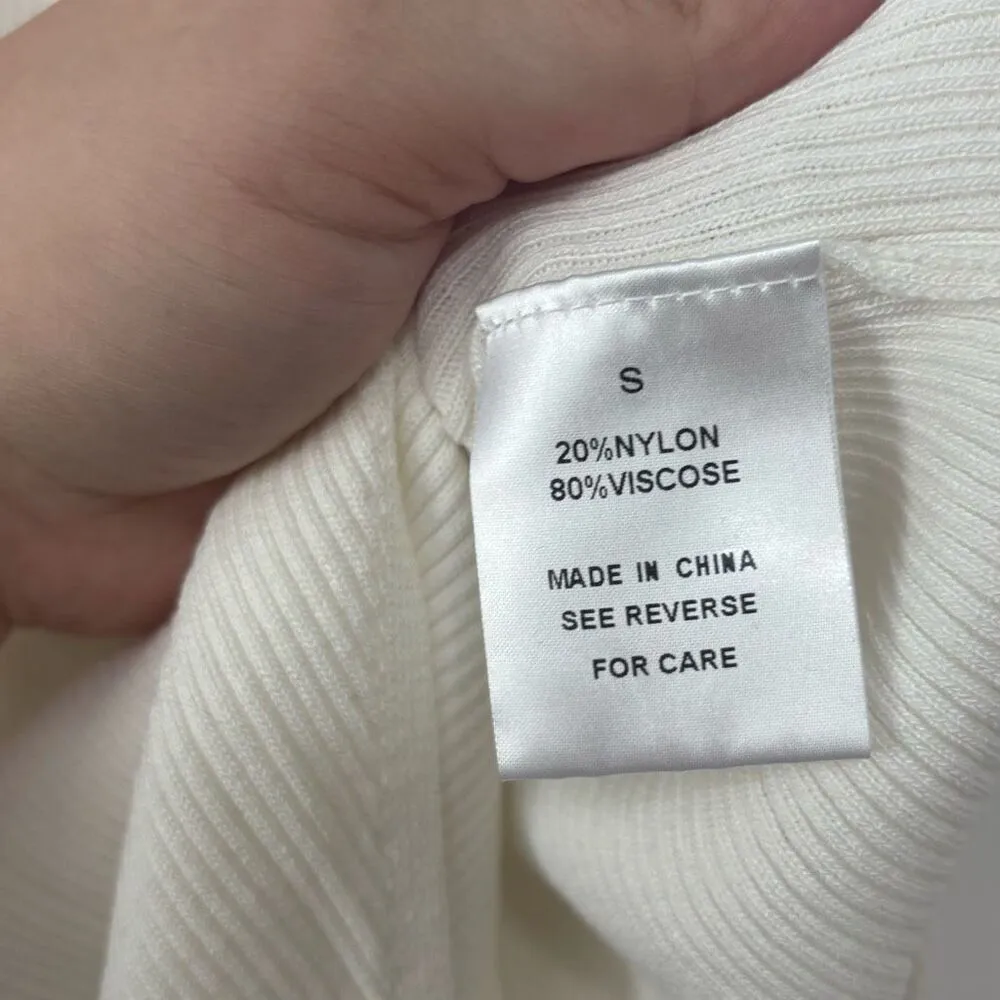 S
20%NYLON
80%VISCOSE
MADE IN CHINA
SEE REVERSE
FOR CARE